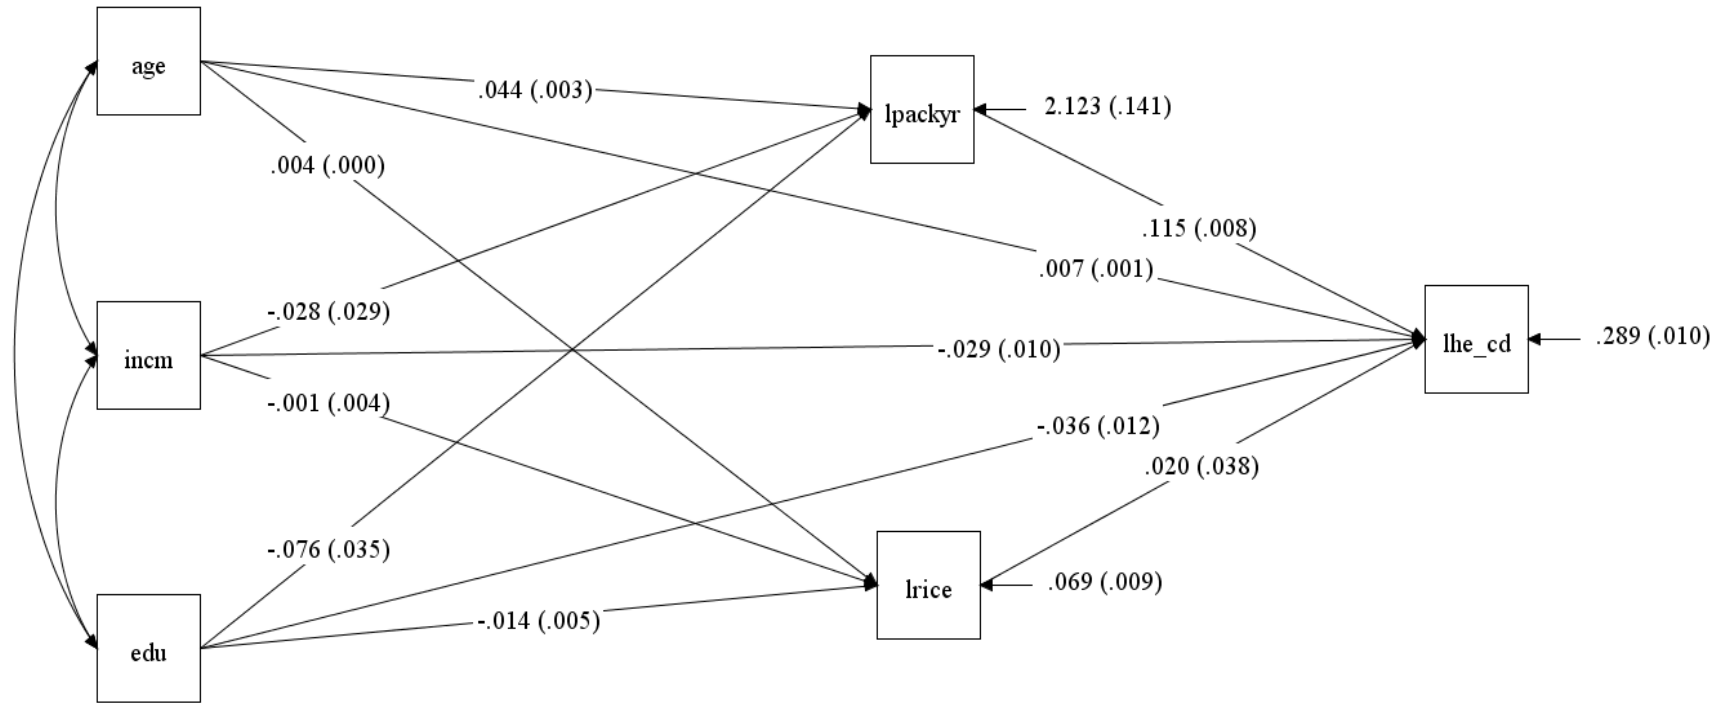 age
.044 (.003)
lpackyr
2.123 (.141)
.004 (.000)
.115 (.008)
.007 (.001)
-.028 (.029)
incm
-.029 (.010)
lhe_cd
.289 (.010)
-.001 (.004)
-.036 (.012)
.020 (.038)
-.076 (.035)
lrice
.069 (.009)
-.014 (.005)
edu